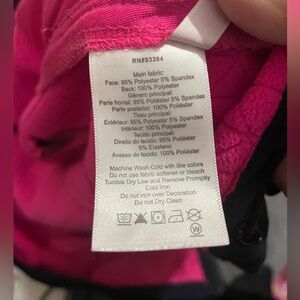 RN#83394
Main fabric:
Face: 95% Polyester 5% Spandex
Back: 100% Polyester
Género principal:
Parte frontal: 95% Poliéster 5% Spandex
Parte posterior: 100% Poliéster
Tissu principal:
Extérieur: 95% Polyester 5% Spandex
Intérieur: 100% Polyester
Tecido principal:
Direito do tecido: 95% Poliéster
5% Elastano
Avesso do tecido: 100% Poliéster
Machine Wash Cold with like colors
Do not use fabric softener or bleach
Tumble Dry Low and Remove Promptly
Cool Iron
Do not iron over Decoration
Do not Dry Clean
W